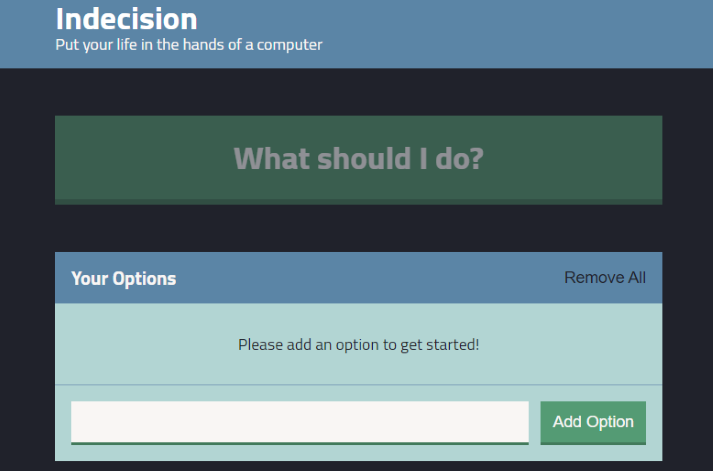 Indecision
Put your life in the hands of a computer
What should I do?
Your Options
Remove All
Please add an option to get started!
Add Option